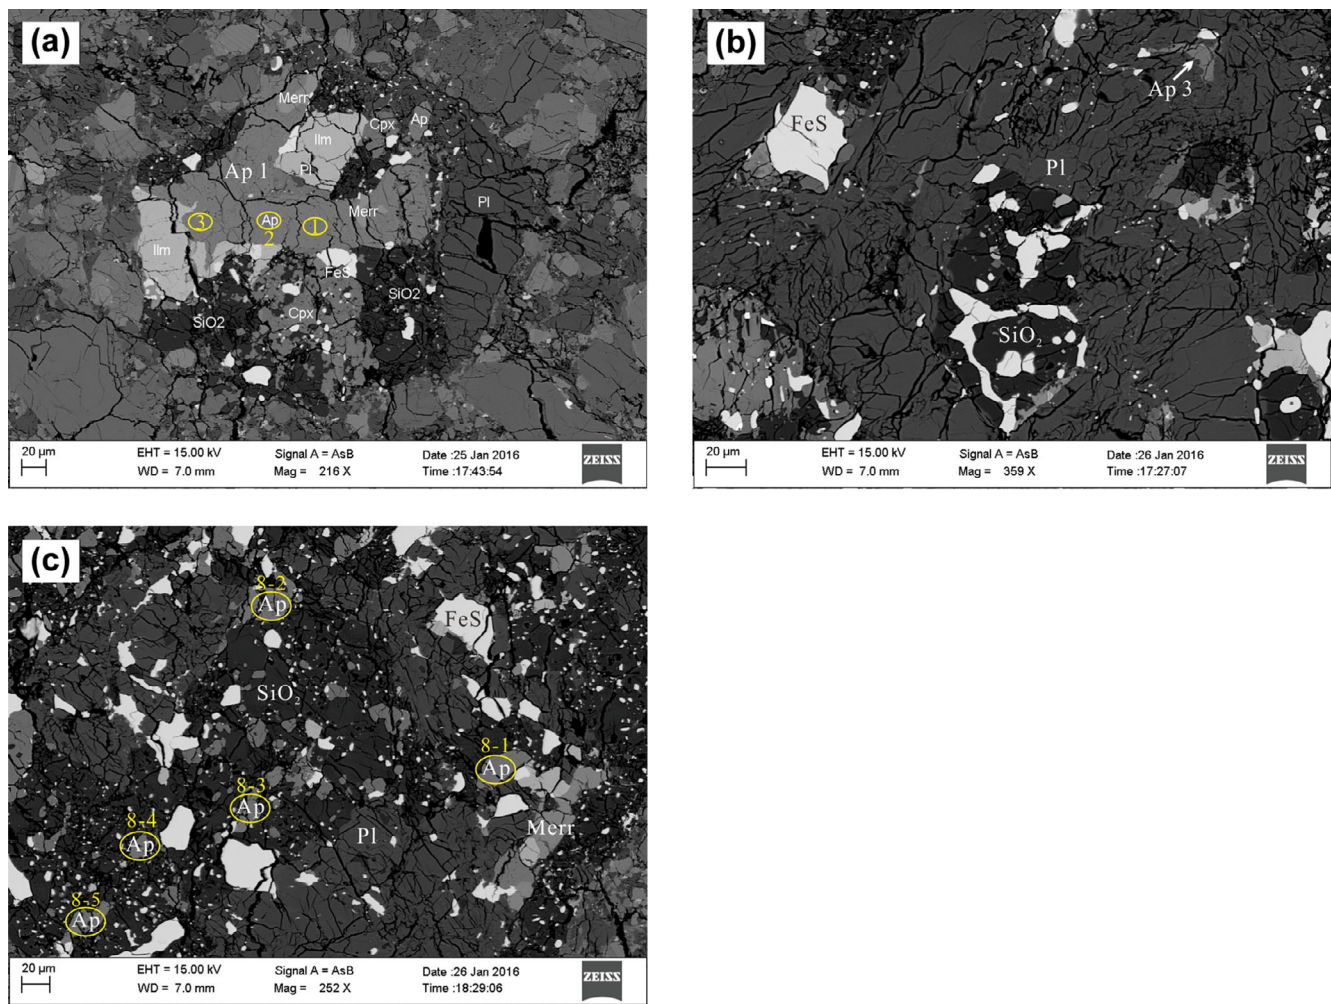 (a)
Merr
Ilm
Cpx
Ap
Ap 1
Pl
Pl
3
Ap
2
1
Merr
Ilm
FeS
SiO2
Cpx
SiO2
20 µm
EHT = 15.00 kV
WD = 7.0 mm
Signal A = AsB
Mag = 216 X
Date :25 Jan 2016
Time :17:43:54
ZEISS
(b)
Ap 3
FeS
Pl
SiO₂
20 µm
EHT = 15.00 kV
WD = 7.0 mm
Signal A = AsB
Mag = 359 X
Date :26 Jan 2016
Time :17:27:07
ZEISS
(c)
8-2
Ap
FeS
SiO₂
8-1
Ap
8-3
Ap
8-4
Ap
Pl
Merr
8-5
Ap
20 µm
EHT = 15.00 kV
WD = 7.0 mm
Signal A = AsB
Mag = 252 X
Date :26 Jan 2016
Time :18:29:06
ZEISS